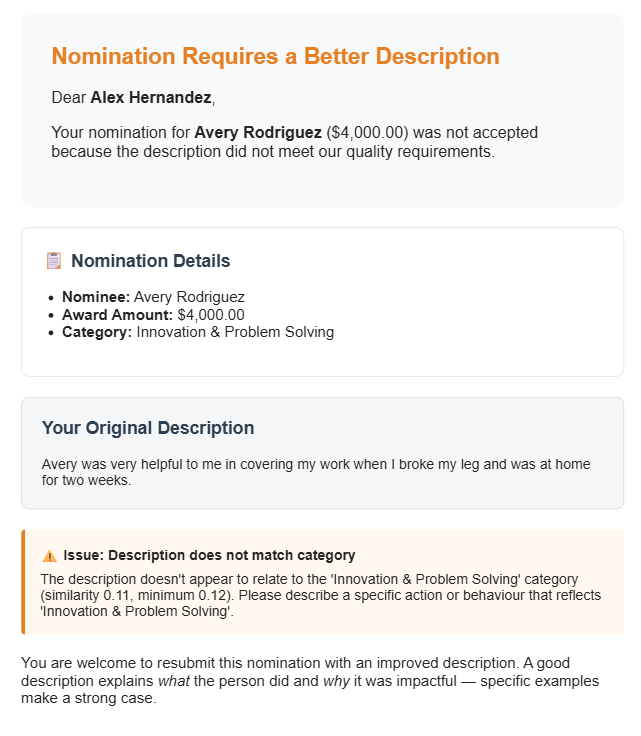 Nomination Requires a Better Description
Dear Alex Hernandez,
Your nomination for Avery Rodriguez ($4,000.00) was not accepted
because the description did not meet our quality requirements.
Nomination Details
• Nominee: Avery Rodriguez
• Award Amount: $4,000.00
• Category: Innovation & Problem Solving
Your Original Description
Avery was very helpful to me in covering my work when I broke my leg and was at home
for two weeks.
Issue: Description does not match category
The description doesn't appear to relate to the 'Innovation & Problem Solving' category
(similarity 0.11, minimum 0.12). Please describe a specific action or behaviour that reflects
'Innovation & Problem Solving'.
You are welcome to resubmit this nomination with an improved description. A good
description explains what the person did and why it was impactful — specific examples
make a strong case.